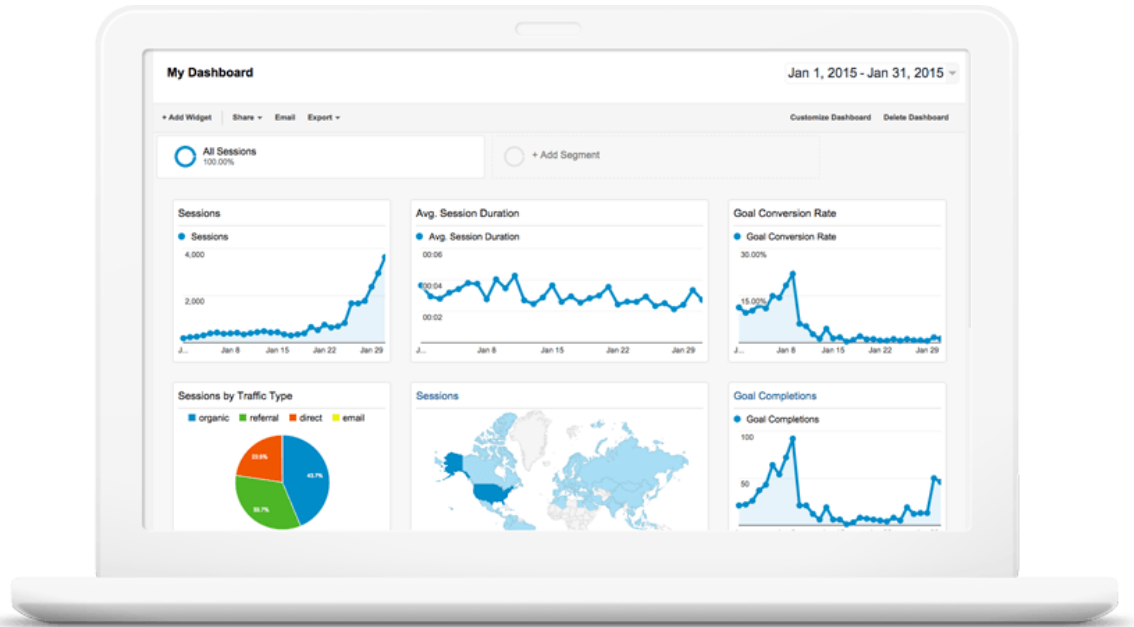 My Dashboard
Jan 1, 2015 - Jan 31, 2015
+ Add Widget Share Email Export
Customize Dashboard Delete Dashboard
All Sessions
100.00%
+ Add Segment
Sessions
Sessions
4,000
2,000
J... Jan 8 Jan 15 Jan 22 Jan 29
Avg. Session Duration
Avg. Session Duration
00:06
00:04
00:02
J... Jan 8 Jan 15 Jan 22 Jan 29
Goal Conversion Rate
Goal Conversion Rate
30.00%
15.00%
J... Jan 8 Jan 15 Jan 22 Jan 29
Sessions by Traffic Type
organic referral direct email
43.7%
Sessions
Goal Completions
Goal Completions
100
50